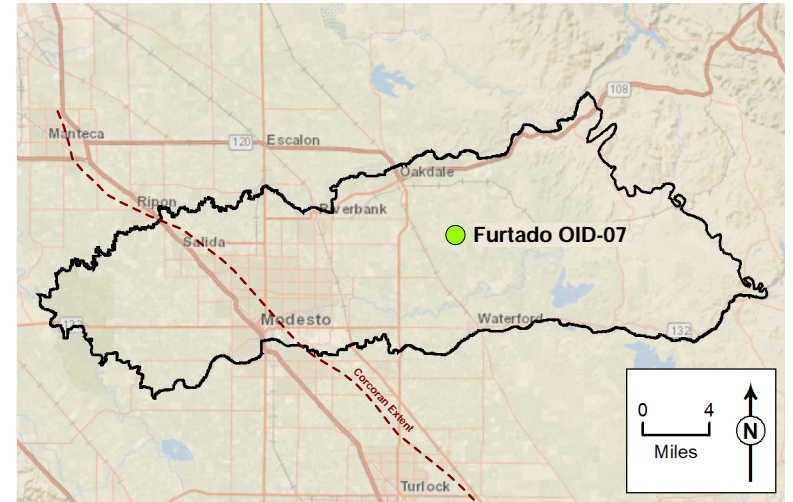 108
Manteca
120
Escalon
Oakdale
Ripon
Riverbank
Salida
Furtado OID-07
132
Modesto
Waterford
132
Corcoran Extent
Turlock
0 4
Miles
N